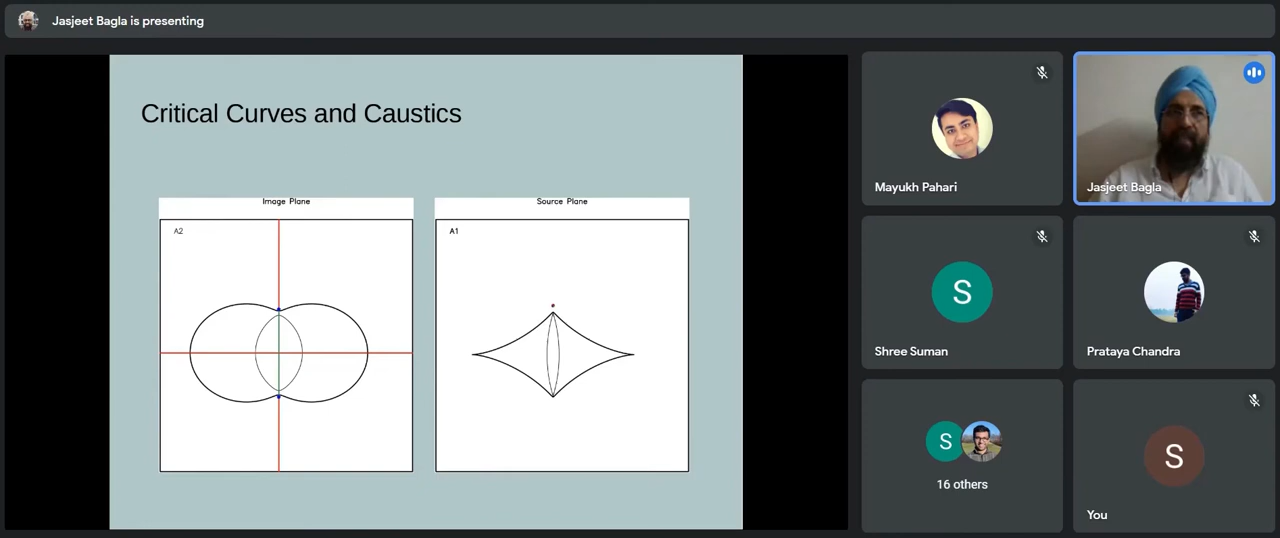 Jasjeet Bagla is presenting
Critical Curves and Caustics
Image Plane
Source Plane
A2
A1
Mayukh Pahari
Jasjeet Bagla
S
Shree Suman
Prataya Chandra
S
16 others
S
You